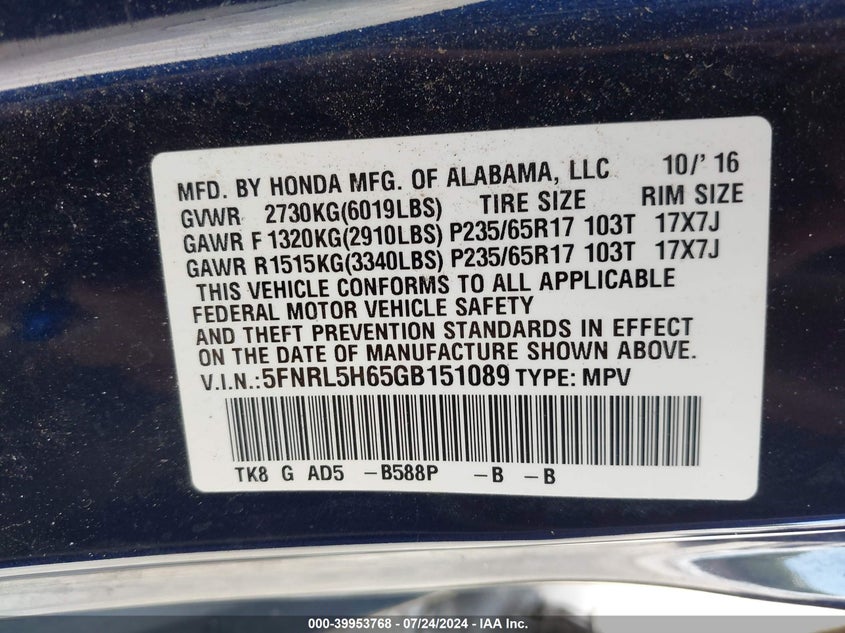 MFD. BY HONDA MFG. OF ALABAMA, LLC 10/' 16
GVWR 2730KG(6019LBS) TIRE SIZE RIM SIZE
GAWR F 1320KG(2910LBS) P235/65R17 103T 17X7J
GAWR R1515KG(3340LBS) P235/65R17 103T 17X7J
THIS VEHICLE CONFORMS TO ALL APPLICABLE
FEDERAL MOTOR VEHICLE SAFETY
AND THEFT PREVENTION STANDARDS IN EFFECT
ON THE DATE OF MANUFACTURE SHOWN ABOVE.
V.I.N.:5FNRL5H65GB151089 TYPE: MPV
TK8 G AD5 -B588P -B -B
000-39953768 - 07/24/2024 - IAA Inc.